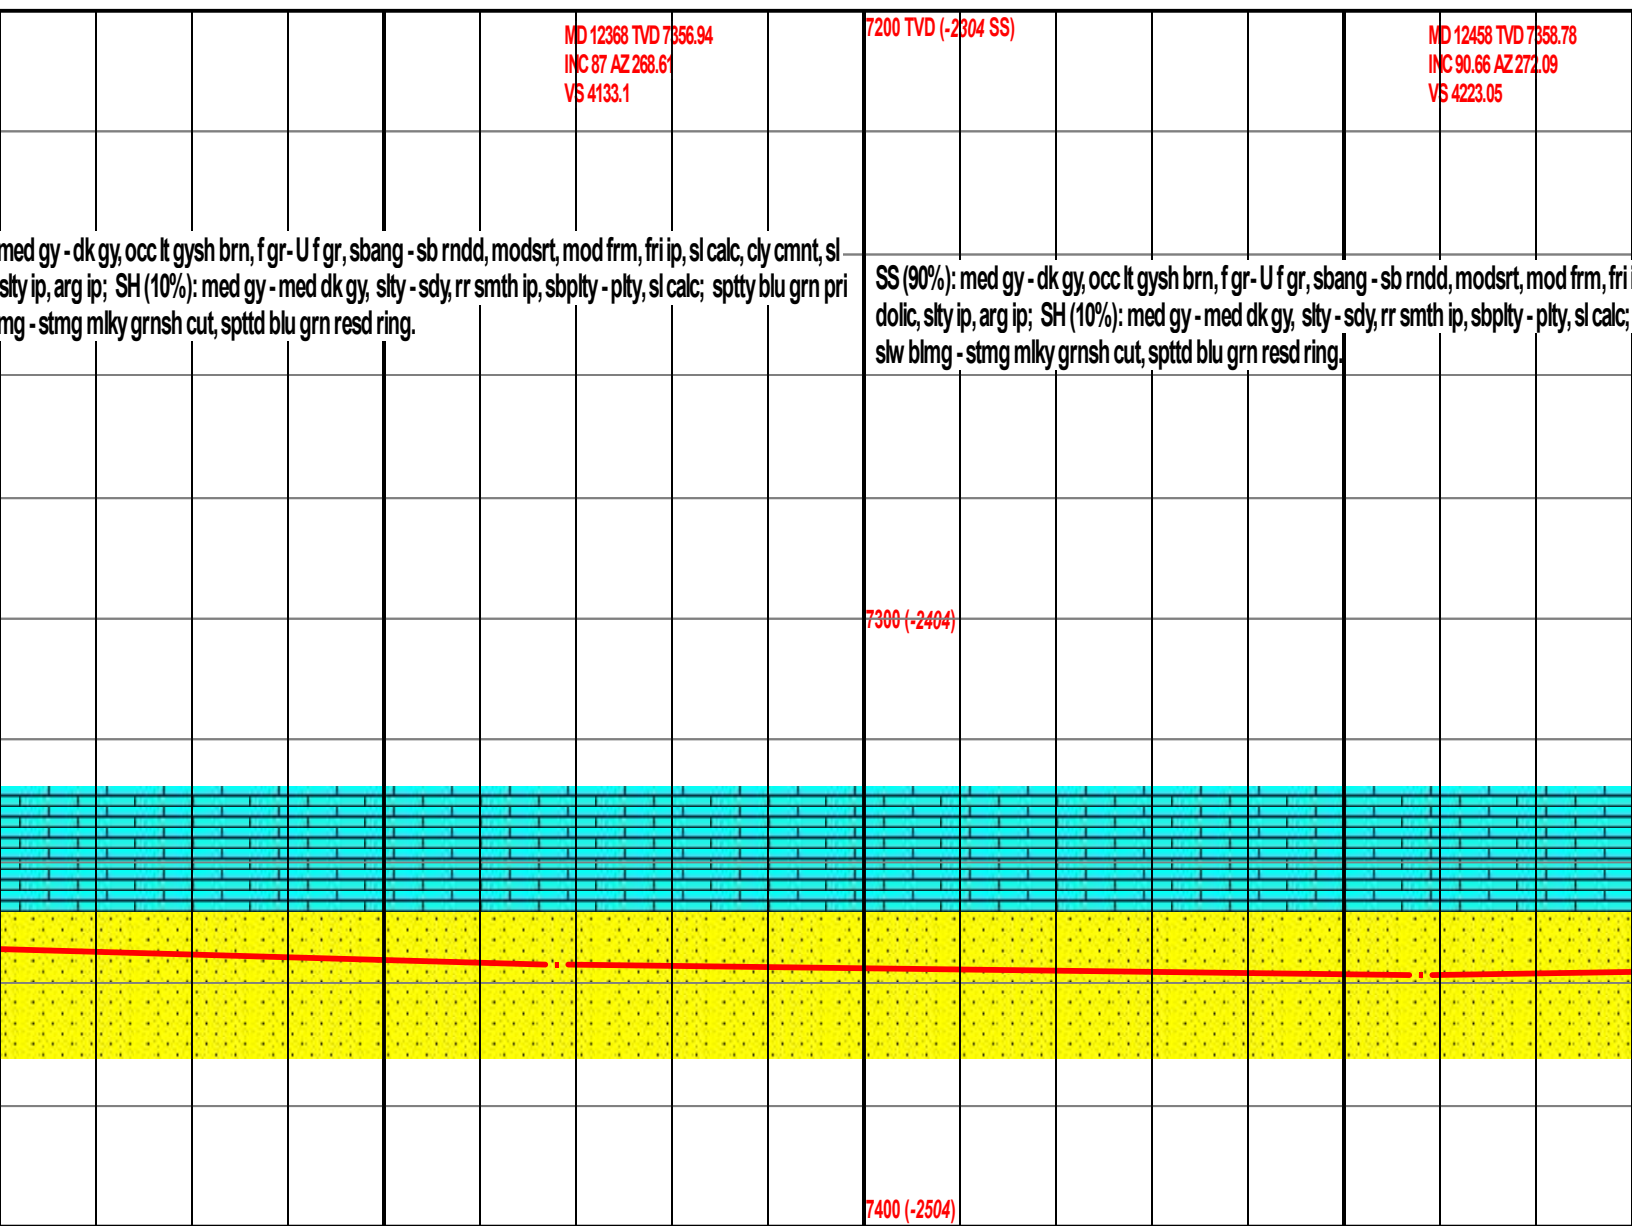 MD 12368 TVD 7356.94
INC 87 AZ 268.61
VS 4133.1
7200 TVD (-2304 SS)
MD 12458 TVD 7358.78
INC 90.66 AZ 272.09
VS 4223.05
med gy - dk gy, occ lt gysh brn, f gr- U f gr, sbang - sb rndd, modsrt, mod frm, fri ip, sl calc, cly cmnt, sl
slty ip, arg ip;  SH (10%): med gy - med dk gy,  slty - sdy, rr smth ip, sbplty - plty, sl calc;  sptty blu grn pri
mg - stmg mlky grnsh cut, spttd blu grn resd ring.
SS (90%): med gy - dk gy, occ lt gysh brn, f gr- U f gr, sbang - sb rndd, modsrt, mod frm, fri i
dolic, slty ip, arg ip;  SH (10%): med gy - med dk gy,  slty - sdy, rr smth ip, sbplty - plty, sl calc;
slw blmg - stmg mlky grnsh cut, spttd blu grn resd ring.
7300 (-2404)
7400 (-2504)